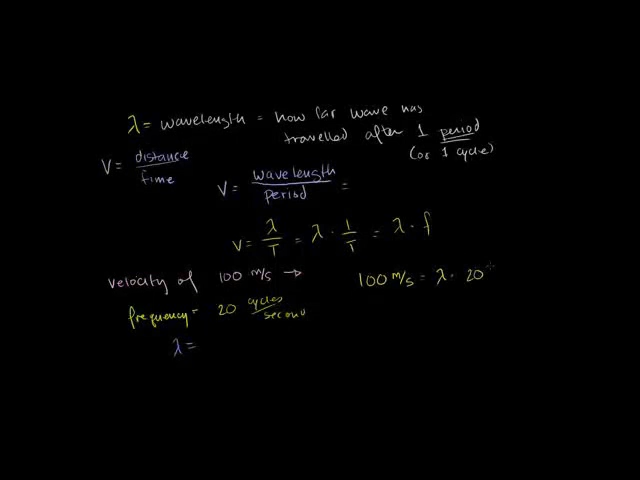 λ = wavelength = how far wave has
travelled after 1 period
(or 1 cycle)
V = distance / time
V = wavelength / period =
V = λ / T = λ · 1 / T = λ · f
Velocity of 100 m/s →
100 m/s = λ · 20
frequency = 20 cycles / second
λ =